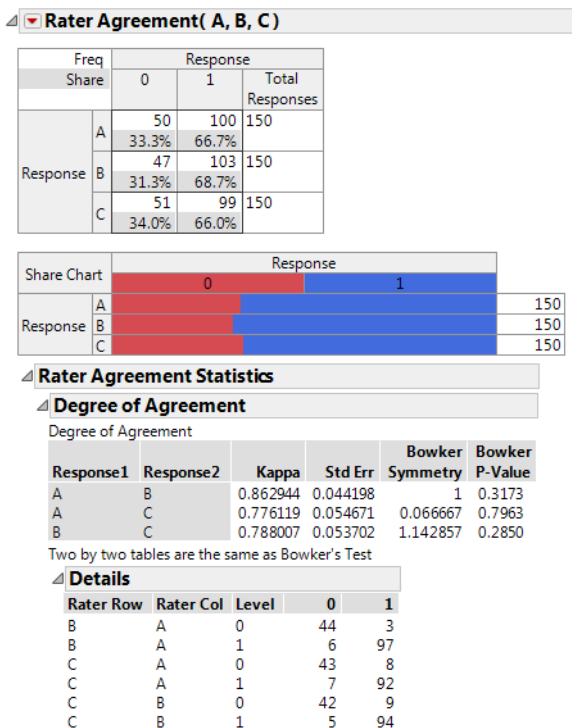 Rater Agreement( A, B, C )
Freq Response
Share 0 1 Total
Responses
50 100 150
A
33.3% 66.7%
47 103 150
Response B
31.3% 68.7%
51 99 150
C
34.0% 66.0%
Response
Share Chart
0 1
A 150
Response B 150
C 150
Rater Agreement Statistics
Degree of Agreement
Degree of Agreement
Bowker Bowker
Response1 Response2 Kappa Std Err Symmetry P-Value
A B 0.862944 0.044198 1 0.3173
A C 0.776119 0.054671 0.066667 0.7963
B C 0.788007 0.053702 1.142857 0.2850
Two by two tables are the same as Bowker's Test
Details
Rater Row Rater Col Level 0 1
B A 0 44 3
B A 1 6 97
C A 0 43 8
C A 1 7 92
C B 0 42 9
C B 1 5 94